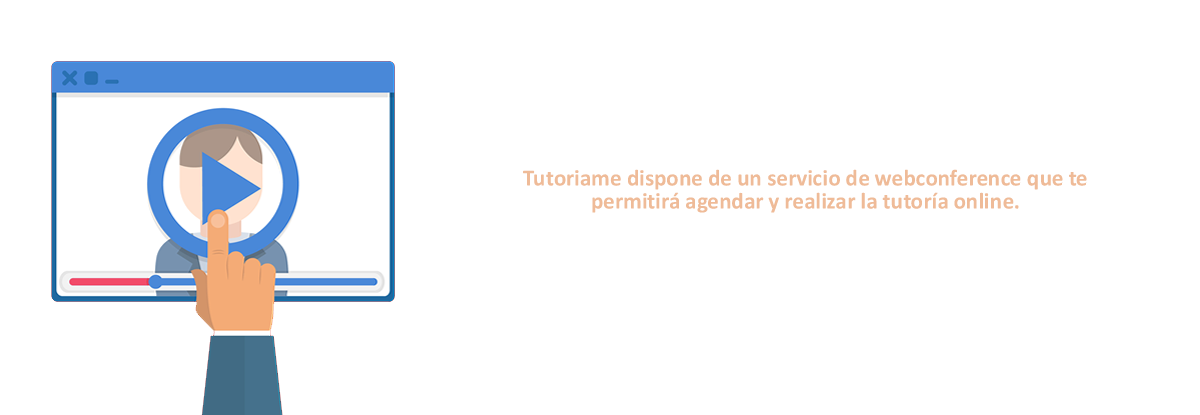 Tutoriame dispone de un servicio de webconference que te
permitirá agendar y realizar la tutoría online.